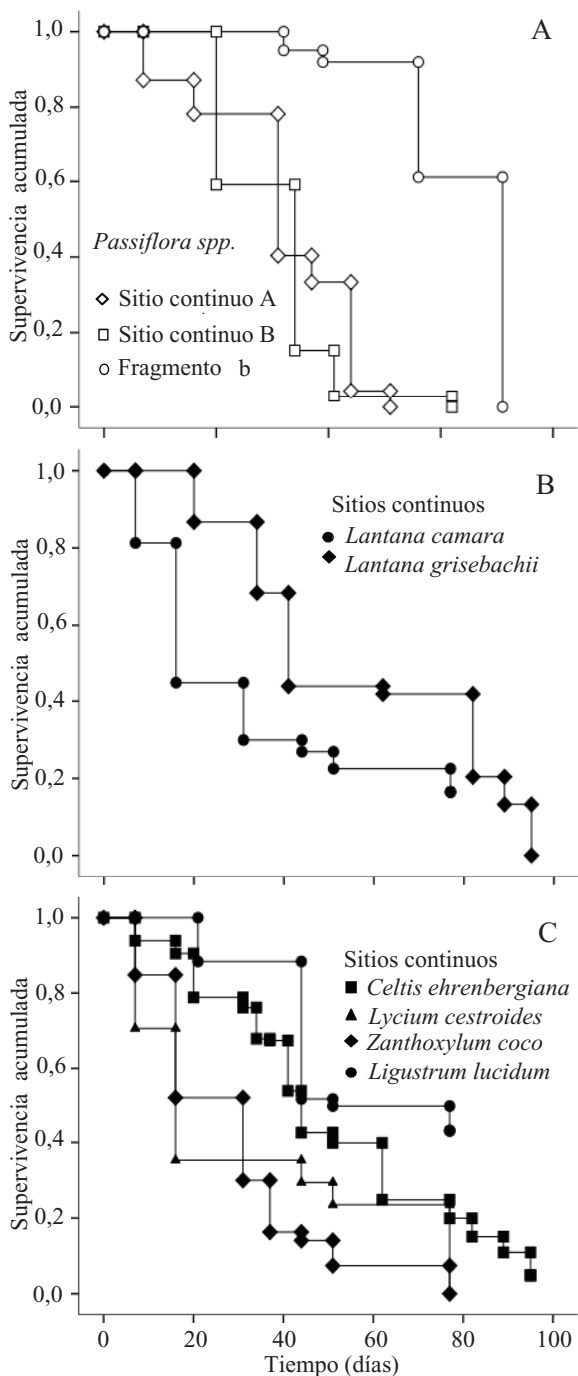 A
1,0
0,8
0,6
0,4
0,2
0,0
Supervivencia acumulada
Passiflora spp.
Sitio continuo A
Sitio continuo B
Fragmento b
B
1,0
0,8
0,6
0,4
0,2
0,0
Supervivencia acumulada
Sitios continuos
Lantana camara
Lantana grisebachii
C
1,0
0,8
0,6
0,4
0,2
0,0
Supervivencia acumulada
Sitios continuos
Celtis ehrenbergiana
Lycium cestroides
Zanthoxylum coco
Ligustrum lucidum
0 20 40 60 80 100
Tiempo (días)